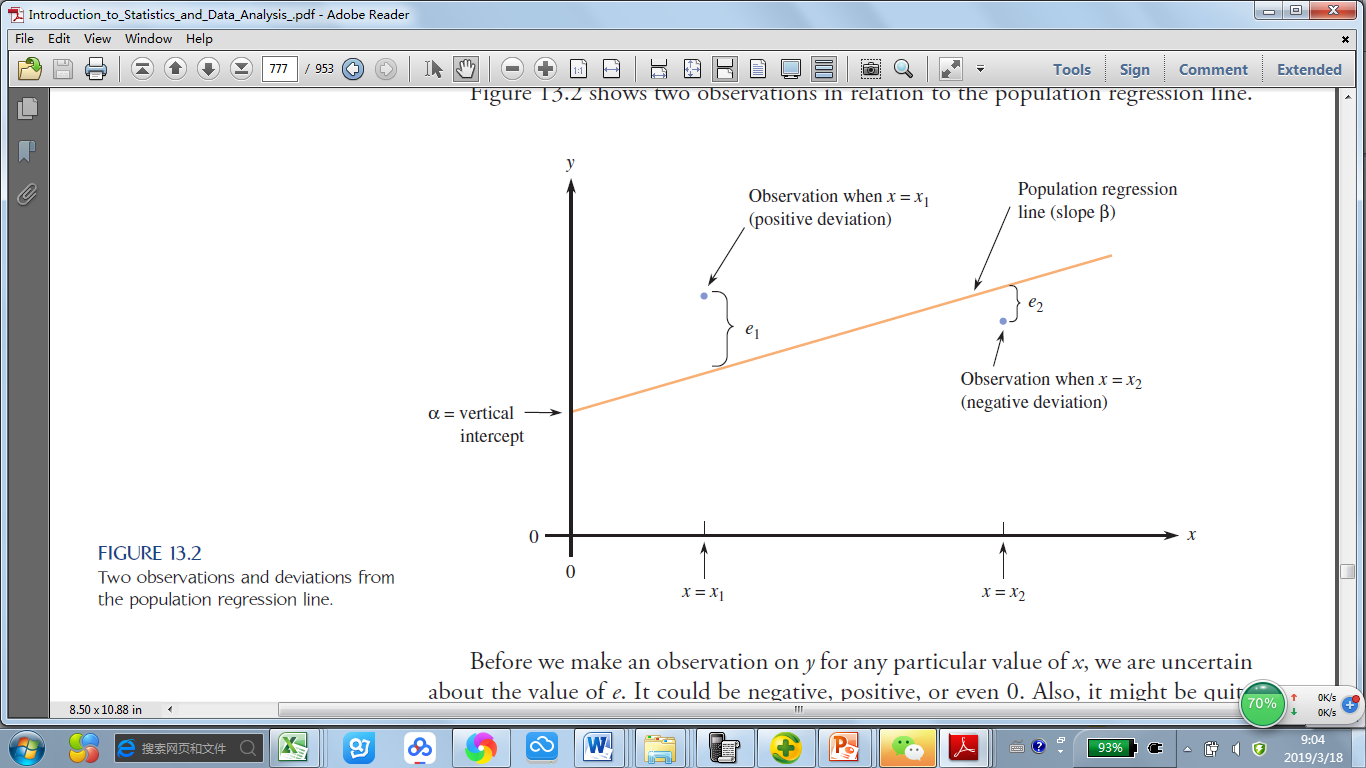 Introduction_to_Statistics_and_Data_Analysis_.pdf - Adobe Reader
File Edit View Window Help
777 / 953
1:1
Tools Sign Comment Extended
Figure 13.2 shows two observations in relation to the population regression line.
y
Observation when x = x1
(positive deviation)
Population regression
line (slope β)
e2
e1
Observation when x = x2
(negative deviation)
α = vertical
intercept
0
x
0
x = x1
x = x2
FIGURE 13.2
Two observations and deviations from
the population regression line.
Before we make an observation on y for any particular value of x, we are uncertain
about the value of e. It could be negative, positive, or even 0. Also, it might be quit
8.50 x 10.88 in
70%
0K/s
0K/s
搜索网页和文件
93%
9:04
2019/3/18